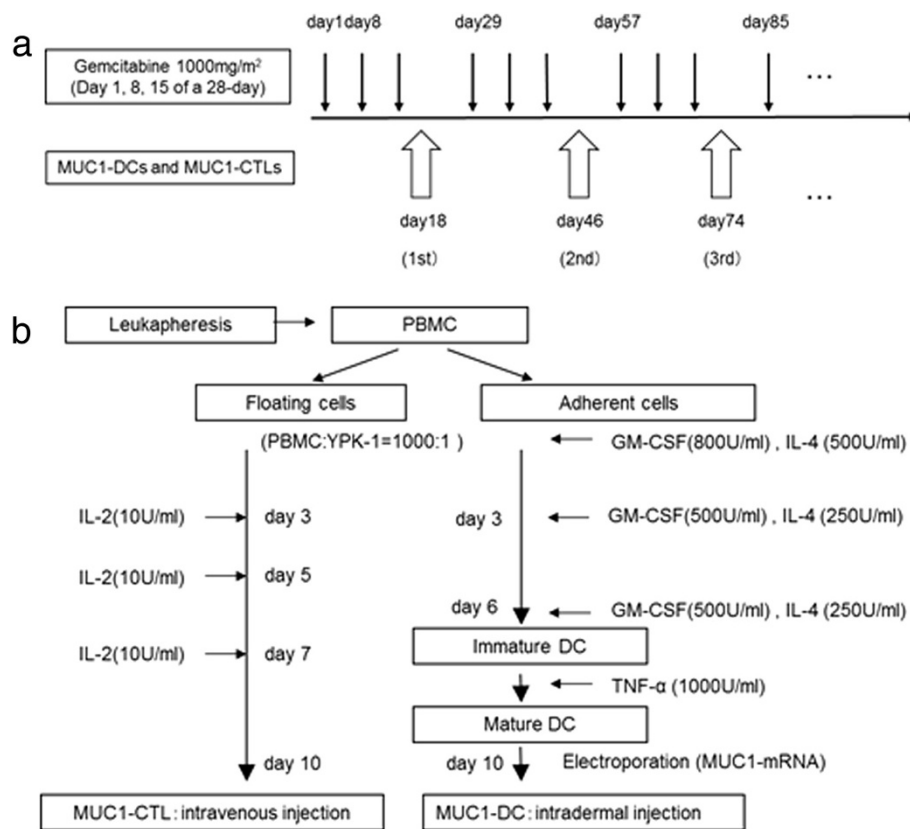 a
day1 day8 day29 day57 day85
Gemcitabine 1000mg/m²
(Day 1, 8, 15 of a 28-day)
...
MUC1-DCs and MUC1-CTLs
...
day18 day46 day74
(1st) (2nd) (3rd)
b
Leukapheresis PBMC
Floating cells Adherent cells
(PBMC:YPK-1=1000:1 ) GM-CSF(800U/ml) , IL-4 (500U/ml)
IL-2(10U/ml) day 3 day 3 GM-CSF(500U/ml) , IL-4 (250U/ml)
IL-2(10U/ml) day 5
day 6 GM-CSF(500U/ml) , IL-4 (250U/ml)
IL-2(10U/ml) day 7 Immature DC
TNF-α (1000U/ml)
Mature DC
day 10 day 10 Electroporation (MUC1-mRNA)
MUC1-CTL : intravenous injection MUC1-DC : intradermal injection